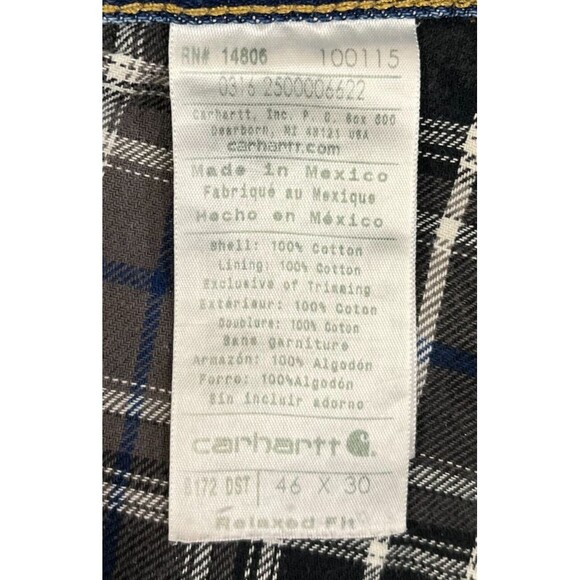 RN# 14806 100115
0316 2500006622
Carhartt, Inc. P. O. Box 600
Dearborn, MI 48121 USA
carhartt.com
Made in Mexico
Fabriqué au Mexique
Hecho en México
Shell: 100% Cotton
Lining: 100% Cotton
Exclusive of Trimming
Extérieur: 100% Coton
Doublure: 100% Coton
Sans garniture
Armazón: 100% Algodón
Forro: 100%Algodón
Sin incluir adorno
carhartt
B172 DST 46 X 30
Relaxed Fit